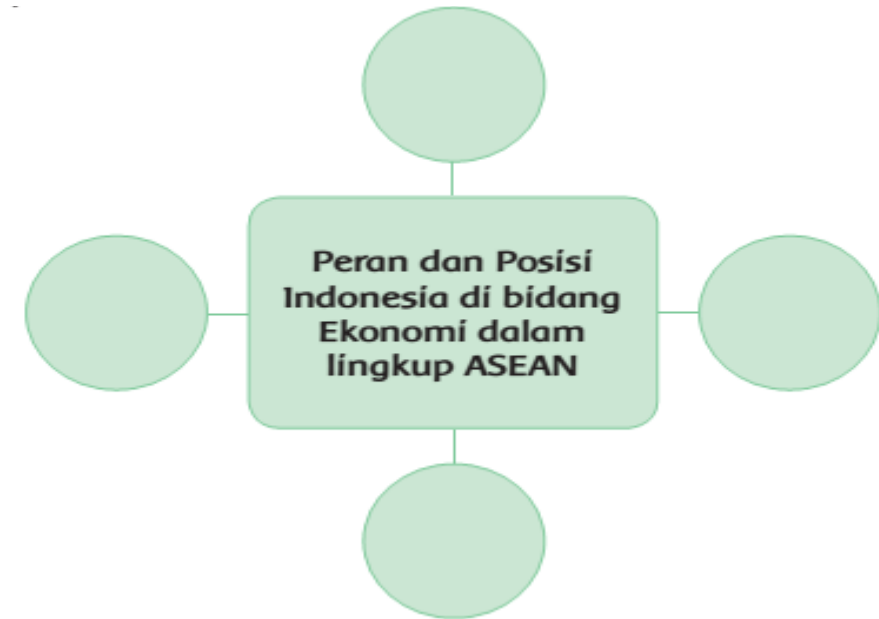 Peran dan Posisi
Indonesia di bidang
Ekonomi dalam
lingkup ASEAN